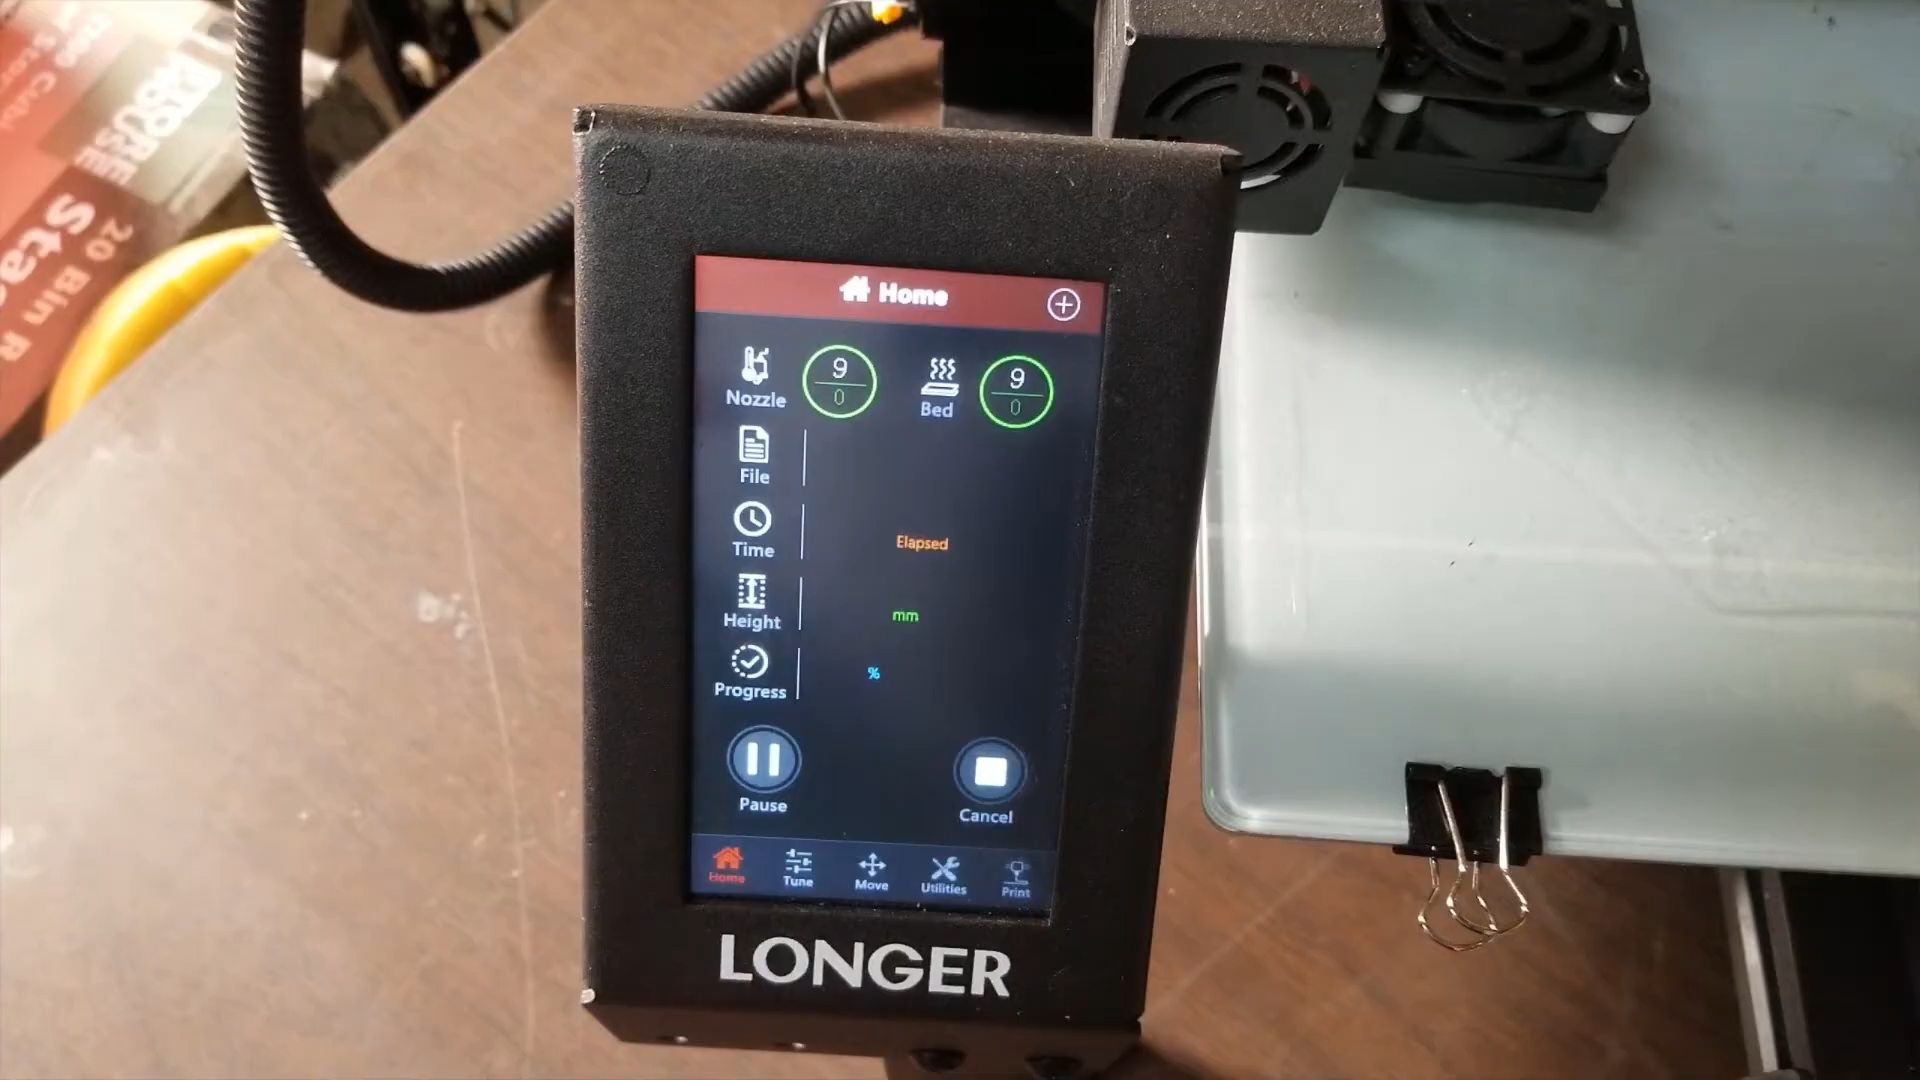 Home
Nozzle
9
0
Bed
9
0
File
Time
Elapsed
Height
mm
Progress
%
Pause
Cancel
Home
Tune
Move
Utilities
Print
LONGER
20 Bin R